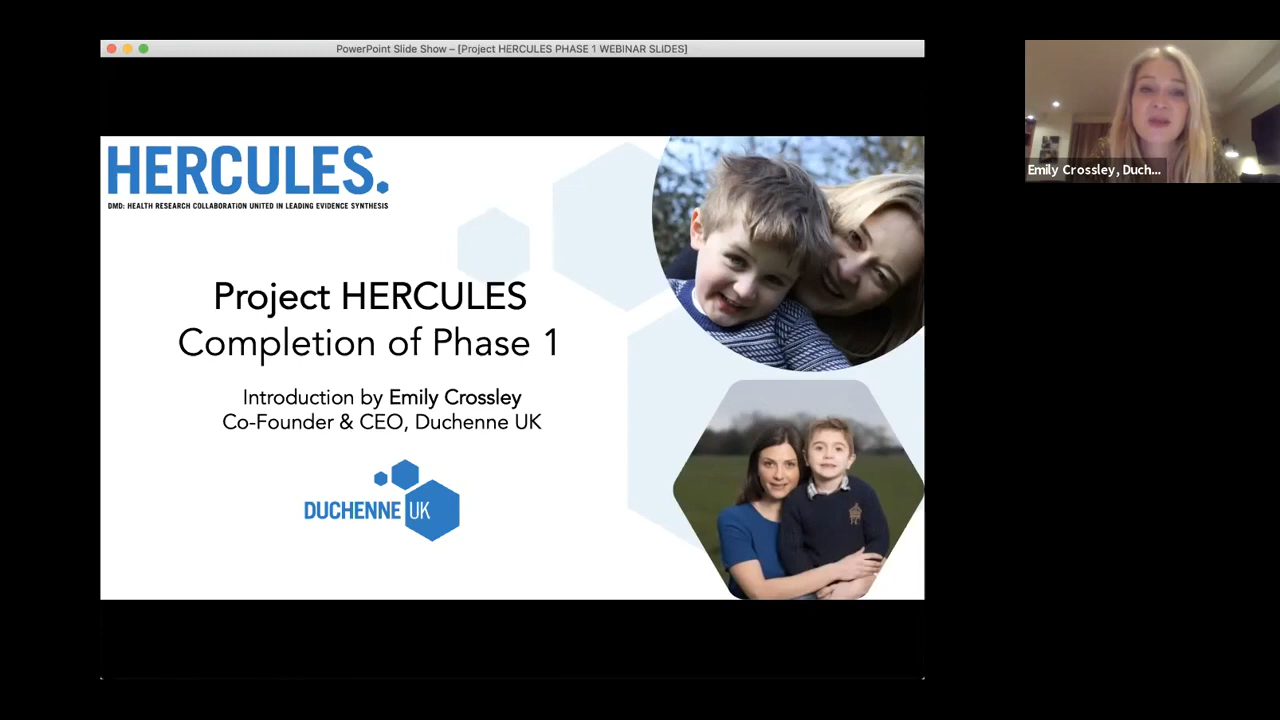 PowerPoint Slide Show – [Project HERCULES PHASE 1 WEBINAR SLIDES]
HERCULES.
DMD: HEALTH RESEARCH COLLABORATION UNITED IN LEADING EVIDENCE SYNTHESIS
Project HERCULES
Completion of Phase 1
Introduction by Emily Crossley
Co-Founder & CEO, Duchenne UK
DUCHENNE UK
Emily Crossley, Duch...